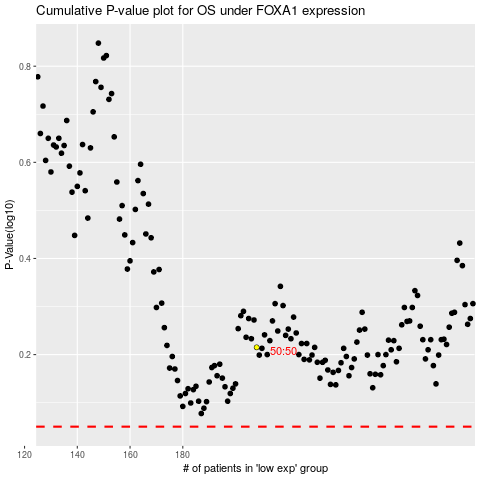 Cumulative P-value plot for OS under FOXA1 expression
P-Value(log10)
0.8
0.6
0.4
0.2
50:50
120 140 160 180
# of patients in 'low exp' group